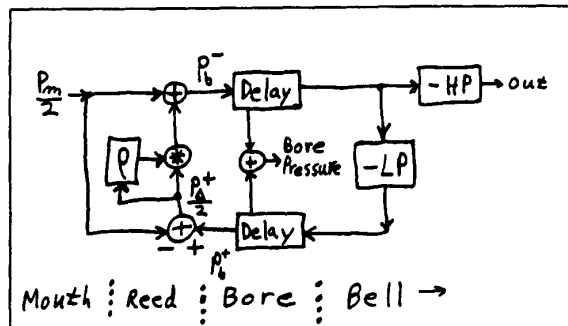 p_b^-
P_m/2
Delay
-HP
out
ρ
Bore
Pressure
-LP
p_Δ^+/2
Delay
- +
p_b^+
Mouth ⋮ Reed ⋮ Bore ⋮ Bell →